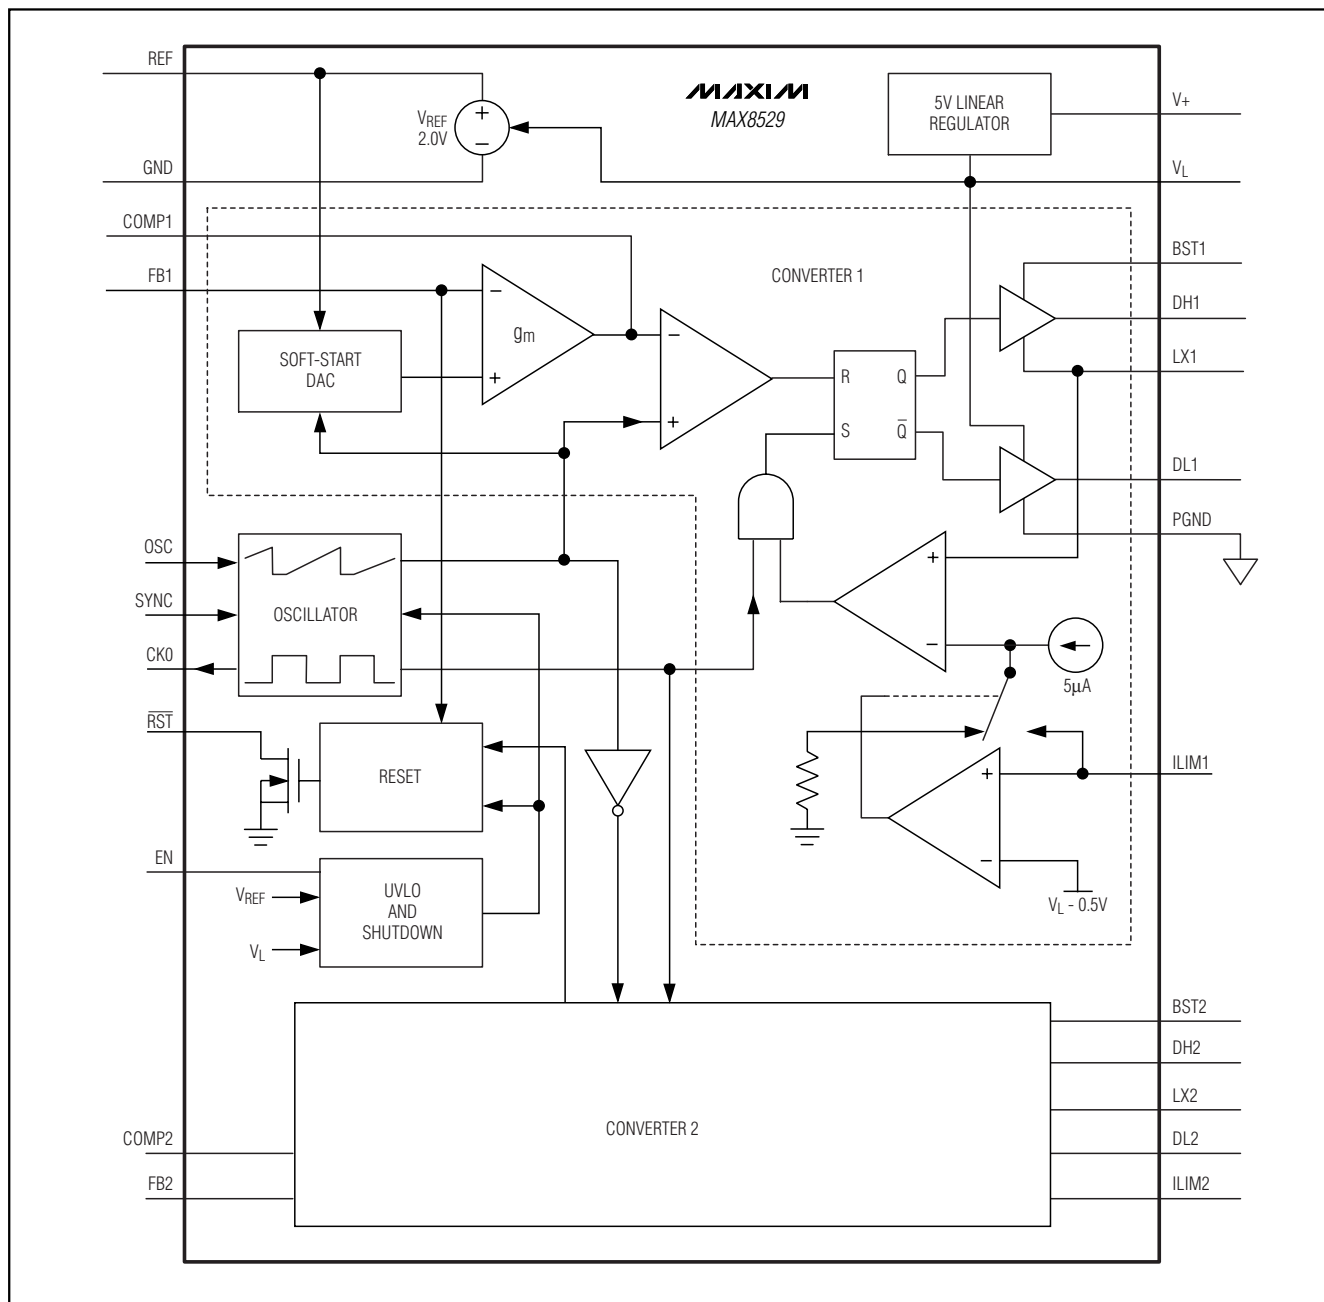 REF
GND
COMP1
FB1
VREF
2.0V
+
−
MAXIM
MAX8529
5V LINEAR
REGULATOR
V+
VL
CONVERTER 1
BST1
DH1
LX1
DL1
PGND
SOFT-START
DAC
−
gm
+
−
+
R Q
S Q̅
OSC
SYNC
CK0
OSCILLATOR
+
−
5µA
R̅S̅T̅
RESET
EN
VREF
VL
UVLO
AND
SHUTDOWN
+
−
ILIM1
VL - 0.5V
COMP2
FB2
CONVERTER 2
BST2
DH2
LX2
DL2
ILIM2